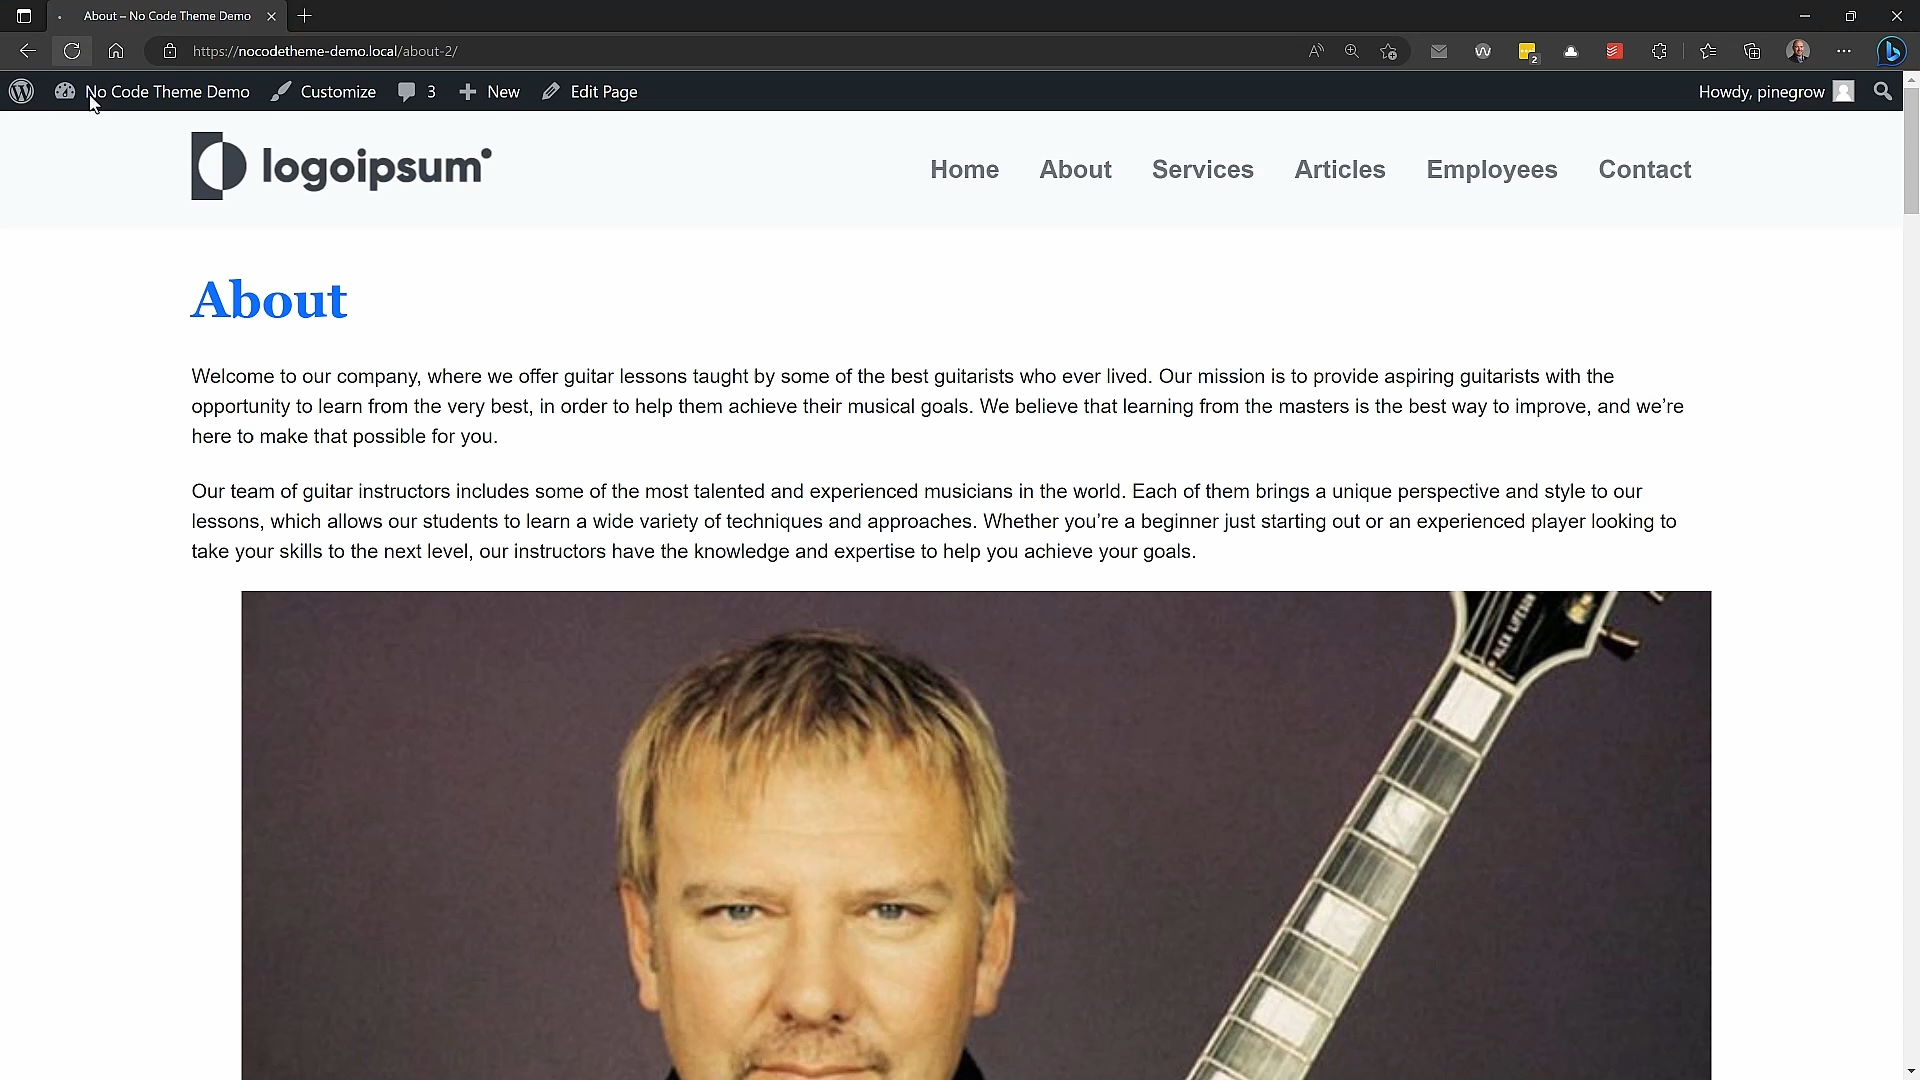 About – No Code Theme Demo
https://nocodetheme-demo.local/about-2/
2
No Code Theme Demo Customize 3 New Edit Page Howdy, pinegrow
logoipsum
Home About Services Articles Employees Contact
About
Welcome to our company, where we offer guitar lessons taught by some of the best guitarists who ever lived. Our mission is to provide aspiring guitarists with the
opportunity to learn from the very best, in order to help them achieve their musical goals. We believe that learning from the masters is the best way to improve, and we’re
here to make that possible for you.
Our team of guitar instructors includes some of the most talented and experienced musicians in the world. Each of them brings a unique perspective and style to our
lessons, which allows our students to learn a wide variety of techniques and approaches. Whether you’re a beginner just starting out or an experienced player looking to
take your skills to the next level, our instructors have the knowledge and expertise to help you achieve your goals.
ALEX LIFESON